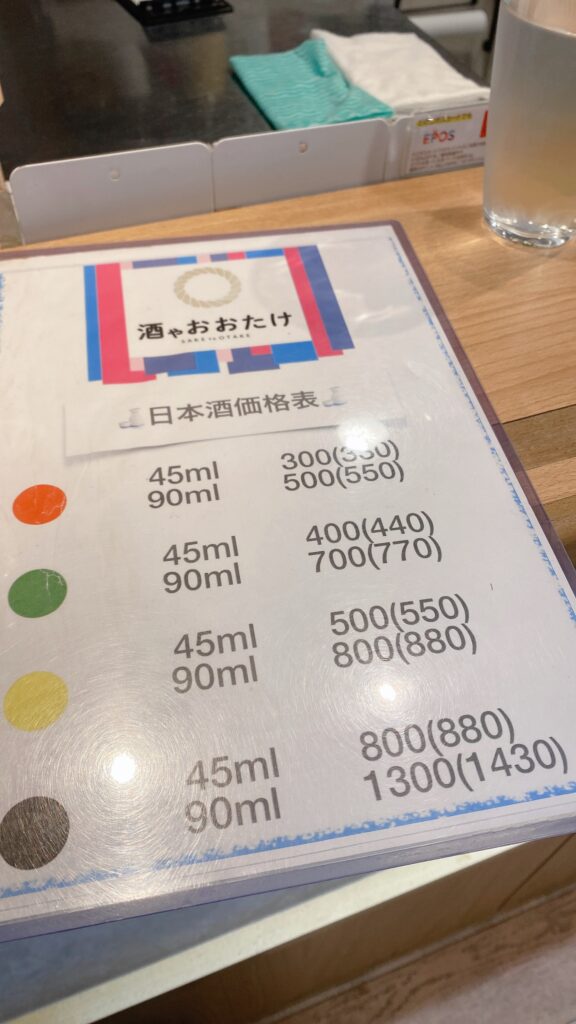 EPOS
酒やおおたけ
SAKE ya OTAKE
日本酒価格表
45ml 300(330)
90ml 500(550)
45ml 400(440)
90ml 700(770)
45ml 500(550)
90ml 800(880)
45ml 800(880)
90ml 1300(1430)